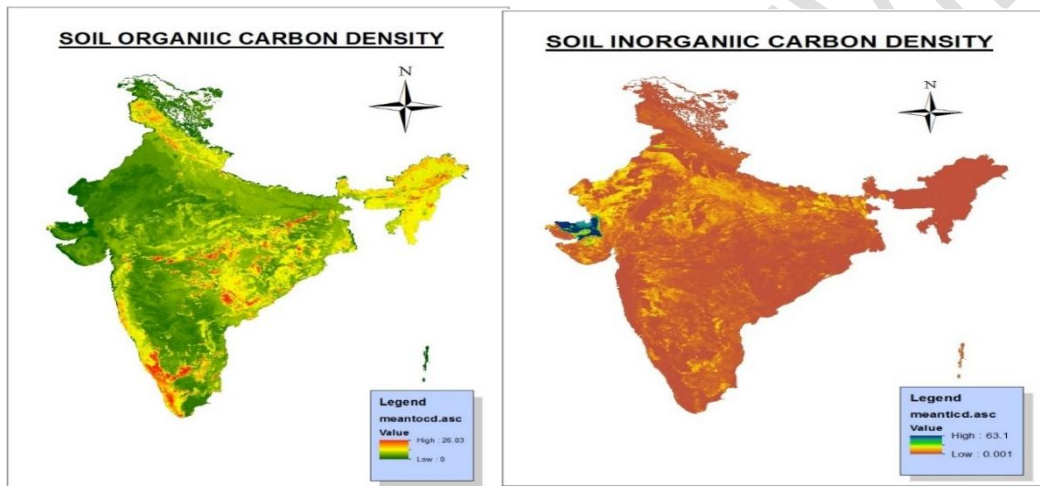 SOIL ORGANIIC CARBON DENSITY
N
Legend
meantocd.asc
Value
High : 26.03
Low : 0
SOIL INORGANIIC CARBON DENSITY
N
Legend
meanticd.asc
Value
High : 63.1
Low : 0.001